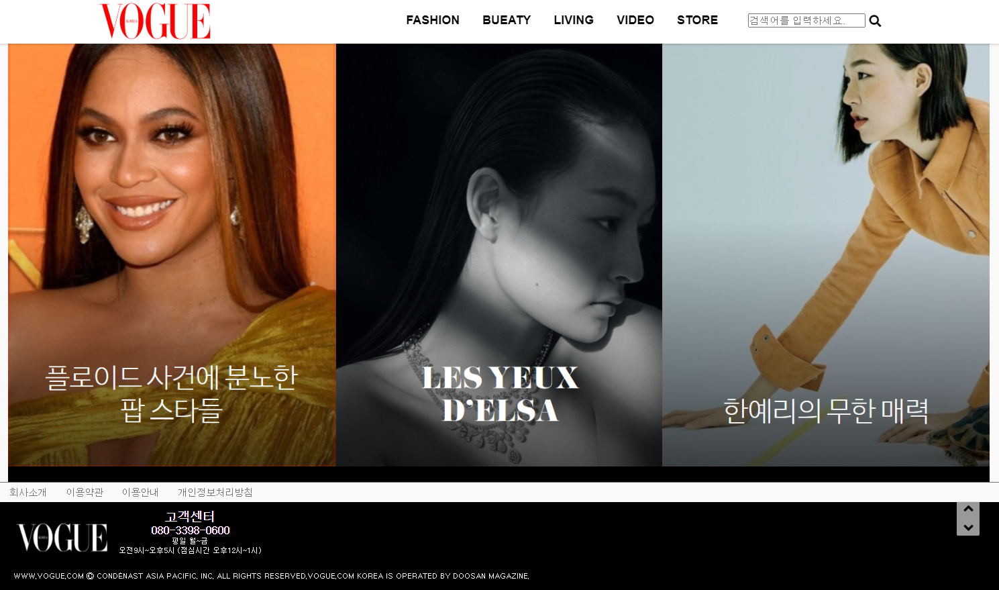 VOGUE
KOREA
FASHION BUEATY LIVING VIDEO STORE 검색어를 입력하세요.
플로이드 사건에 분노한
팝 스타들
LES YEUX
D'ELSA
한예리의 무한 매력
회사소개 이용약관 이용안내 개인정보처리방침
VOGUE
KOREA
고객센터
080-3398-0600
평일 월~금
오전9시~오후5시 (점심시간 오후12시~1시)
WWW.VOGUE.COM © CONDENAST ASIA PACIFIC. INC. ALL RIGHTS RESERVED.VOGUE.COM KOREA IS OPERATED BY DOOSAN MAGAZINE.